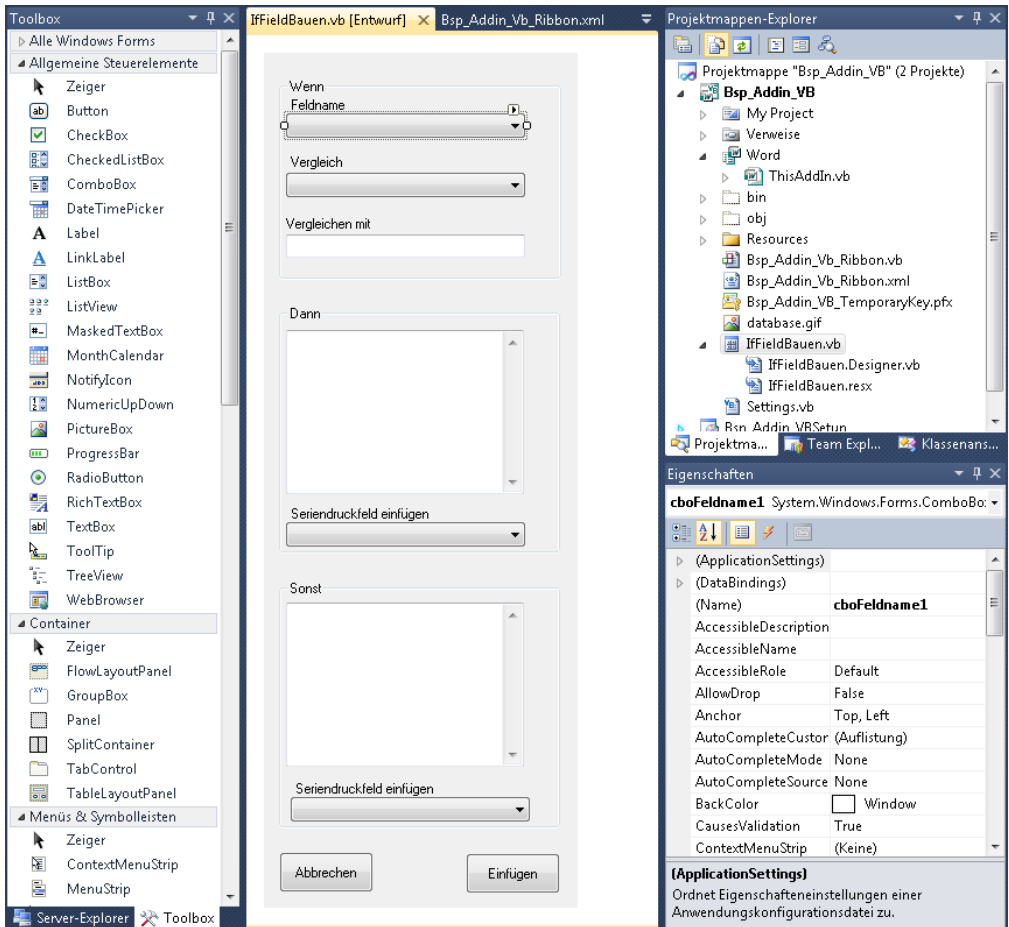 Toolbox
Alle Windows Forms
Allgemeine Steuerelemente
Zeiger
Button
CheckBox
CheckedListBox
ComboBox
DateTimePicker
Label
LinkLabel
ListBox
ListView
MaskedTextBox
MonthCalendar
NotifyIcon
NumericUpDown
PictureBox
ProgressBar
RadioButton
RichTextBox
TextBox
ToolTip
TreeView
WebBrowser
Container
Zeiger
FlowLayoutPanel
GroupBox
Panel
SplitContainer
TabControl
TableLayoutPanel
Menüs & Symbolleisten
Zeiger
ContextMenuStrip
MenuStrip
Server-Explorer Toolbox
IfFieldBauen.vb [Entwurf] Bsp_Addin_Vb_Ribbon.xml
Wenn
Feldname
Vergleich
Vergleichen mit
Dann
Seriendruckfeld einfügen
Sonst
Seriendruckfeld einfügen
Abbrechen Einfügen
Projektmappen-Explorer
Projektmappe "Bsp_Addin_VB" (2 Projekte)
Bsp_Addin_VB
My Project
Verweise
Word
ThisAddIn.vb
bin
obj
Resources
Bsp_Addin_Vb_Ribbon.vb
Bsp_Addin_Vb_Ribbon.xml
Bsp_Addin_VB_TemporaryKey.pfx
database.gif
IfFieldBauen.vb
IfFieldBauen.Designer.vb
IfFieldBauen.resx
Settings.vb
Bsp_Addin_VBSetup
Projektma... Team Expl... Klassenans...
Eigenschaften
cboFeldname1 System.Windows.Forms.ComboBo
(ApplicationSettings)
(DataBindings)
(Name) cboFeldname1
AccessibleDescription
AccessibleName
AccessibleRole Default
AllowDrop False
Anchor Top, Left
AutoCompleteCustor (Auflistung)
AutoCompleteMode None
AutoCompleteSource None
BackColor Window
CausesValidation True
ContextMenuStrip (Keine)
(ApplicationSettings)
Ordnet Eigenschafteneinstellungen einer
Anwendungskonfigurationsdatei zu.